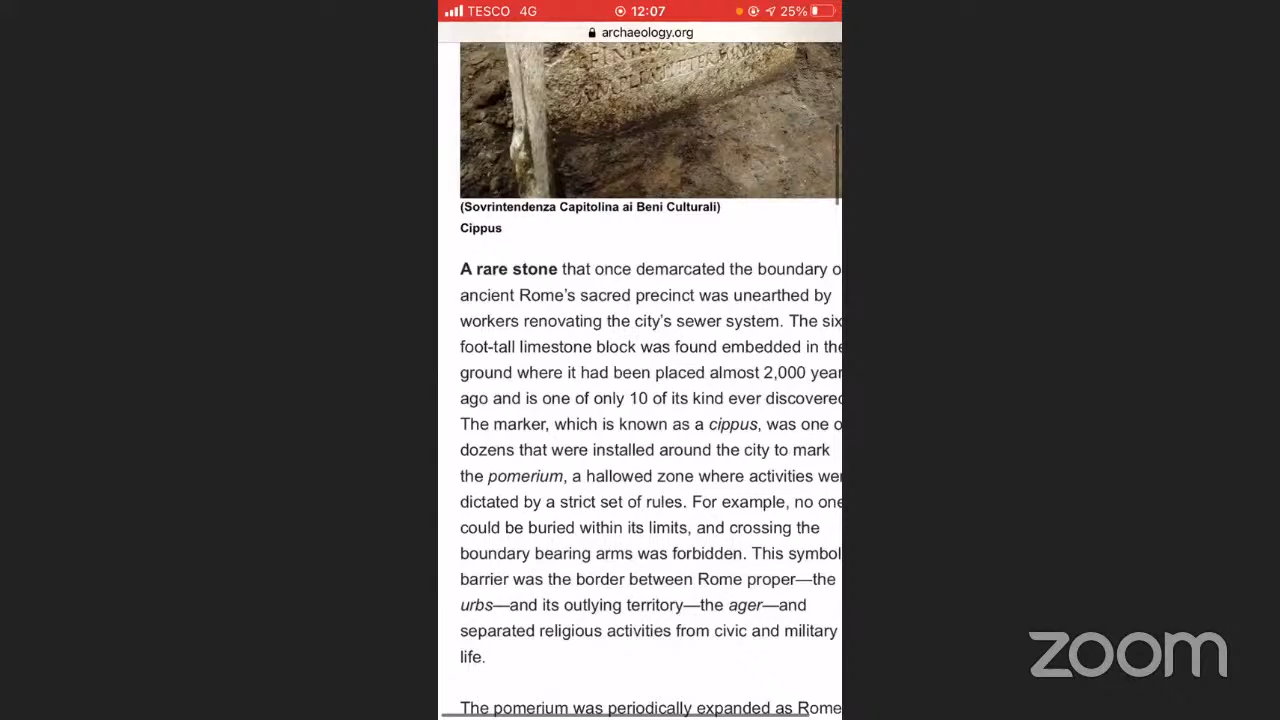 TESCO 4G 12:07 25%
archaeology.org
(Sovrintendenza Capitolina ai Beni Culturali)
Cippus
A rare stone that once demarcated the boundary o
ancient Rome's sacred precinct was unearthed by
workers renovating the city's sewer system. The six
foot-tall limestone block was found embedded in the
ground where it had been placed almost 2,000 year
ago and is one of only 10 of its kind ever discovered
The marker, which is known as a cippus, was one o
dozens that were installed around the city to mark
the pomerium, a hallowed zone where activities wer
dictated by a strict set of rules. For example, no one
could be buried within its limits, and crossing the
boundary bearing arms was forbidden. This symbol
barrier was the border between Rome proper—the
urbs—and its outlying territory—the ager—and
separated religious activities from civic and military
life.
The pomerium was periodically expanded as Rome
zoom